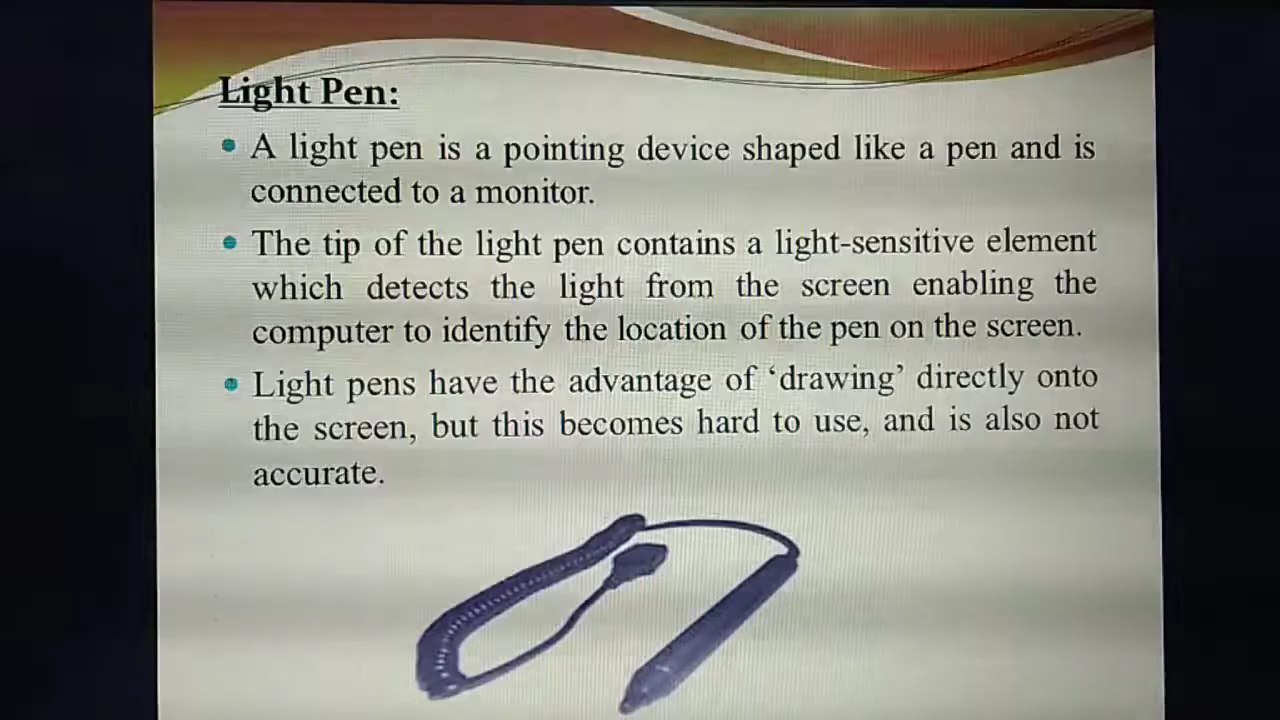 Light Pen:
• A light pen is a pointing device shaped like a pen and is
connected to a monitor.
• The tip of the light pen contains a light-sensitive element
which detects the light from the screen enabling the
computer to identify the location of the pen on the screen.
• Light pens have the advantage of ‘drawing’ directly onto
the screen, but this becomes hard to use, and is also not
accurate.